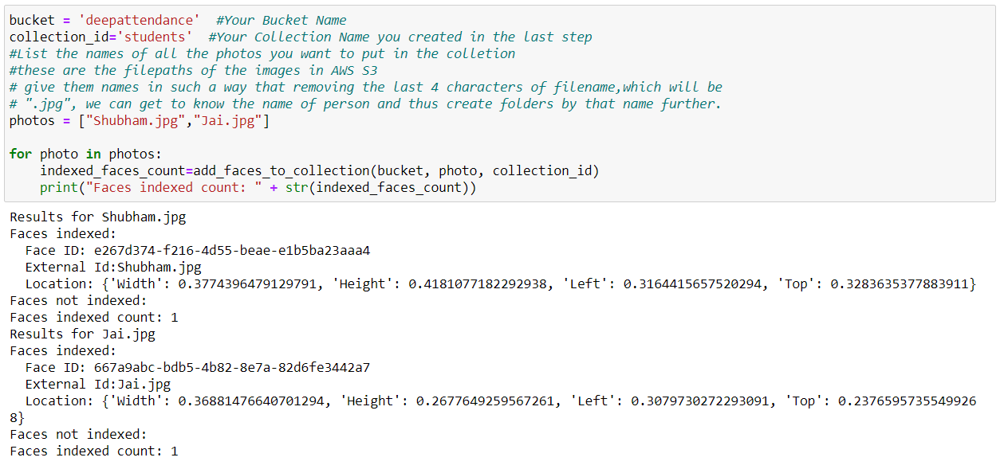 bucket = 'deepattendance'  #Your Bucket Name
collection_id='students'  #Your Collection Name you created in the last step
#List the names of all the photos you want to put in the colletion
#these are the filepaths of the images in AWS S3
# give them names in such a way that removing the last 4 characters of filename,which will be
# ".jpg", we can get to know the name of person and thus create folders by that name further.
photos = ["Shubham.jpg","Jai.jpg"]
for photo in photos:
    indexed_faces_count=add_faces_to_collection(bucket, photo, collection_id)
    print("Faces indexed count: " + str(indexed_faces_count))
Results for Shubham.jpg
Faces indexed:
  Face ID: e267d374-f216-4d55-beae-e1b5ba23aaa4
  External Id:Shubham.jpg
  Location: {'Width': 0.3774396479129791, 'Height': 0.4181077182292938, 'Left': 0.3164415657520294, 'Top': 0.3283635377883911}
Faces not indexed:
Faces indexed count: 1
Results for Jai.jpg
Faces indexed:
  Face ID: 667a9abc-bdb5-4b82-8e7a-82d6fe3442a7
  External Id:Jai.jpg
  Location: {'Width': 0.36881476640701294, 'Height': 0.2677649259567261, 'Left': 0.3079730272293091, 'Top': 0.2376595735549926
8}
Faces not indexed:
Faces indexed count: 1